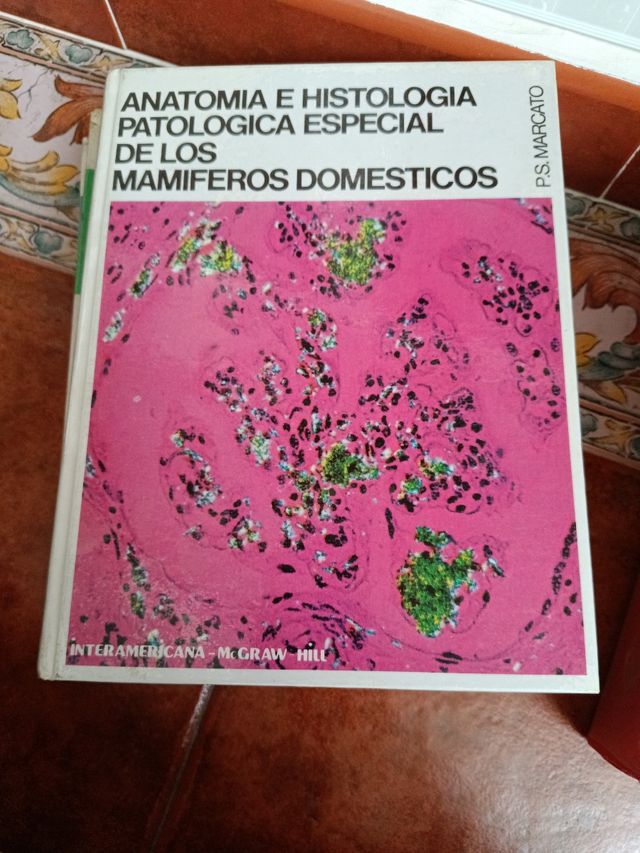 ANATOMIA E HISTOLOGIA
PATOLOGICA ESPECIAL
DE LOS
MAMIFEROS DOMESTICOS
P.S. MARCATO
INTERAMERICANA - McGRAW - HiLL